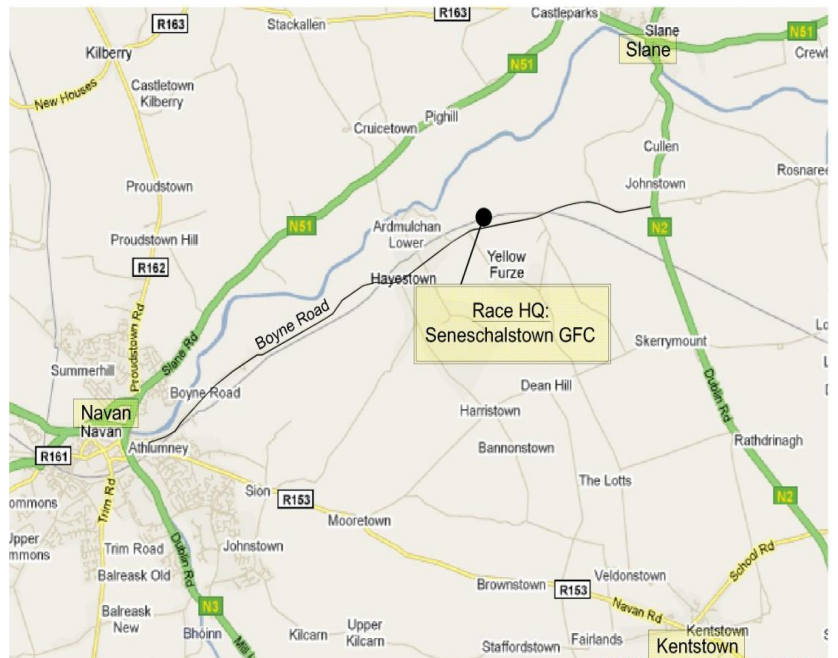 R163
R163
Castleparks
Stackallen
Slane
N51
Kilberry
Slane
N51
Castletown
Kilberry
New Houses
Pighill
Cruicetown
Cullen
Proudstown
Johnstown
N51
Ardmulchan
Lower
N2
Proudstown Hill
R162
Yellow
Furze
Hayestown
Race HQ:
Seneschalstown GFC
Boyne Road
Proudstown Rd
Slane Rd
Skerrymount
Summerhill
Boyne Road
Dean Hill
Dublin Rd
Navan
Navan
Harristown
Athlumney
Bannonstown
Rathdrinagh
R161
Sion
R153
The Lotts
N2
Trim Rd
Mooretown
Trim Road
Johnstown
Dublin Rd
School Rd
Balreask Old
Brownstown
R153
Veldonstown
Navan Rd
N3
Balreask
New
Bhóinn
Kilcarn
Upper
Kilcarn
Kentstown
Fairlands
Staffordstown
Kentstown